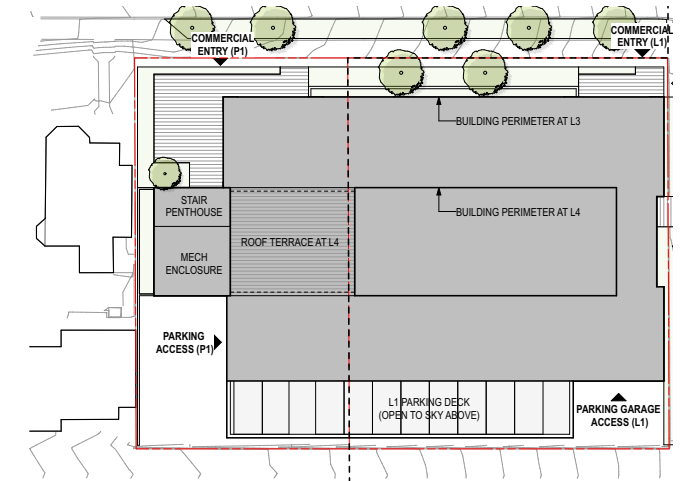 COMMERCIAL
ENTRY (P1)
COMMERCIAL
ENTRY (L1)
BUILDING PERIMETER AT L3
STAIR
PENTHOUSE
BUILDING PERIMETER AT L4
ROOF TERRACE AT L4
MECH
ENCLOSURE
PARKING
ACCESS (P1)
L1 PARKING DECK
(OPEN TO SKY ABOVE)
PARKING GARAGE
ACCESS (L1)